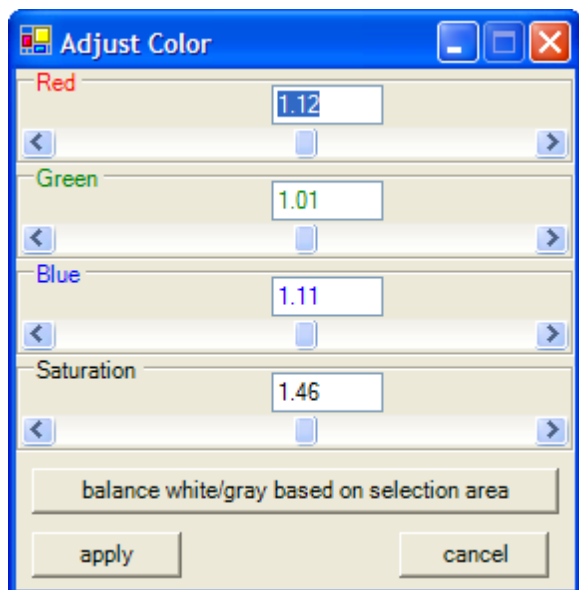 Adjust Color
Red
1.12
Green
1.01
Blue
1.11
Saturation
1.46
balance white/gray based on selection area
apply cancel